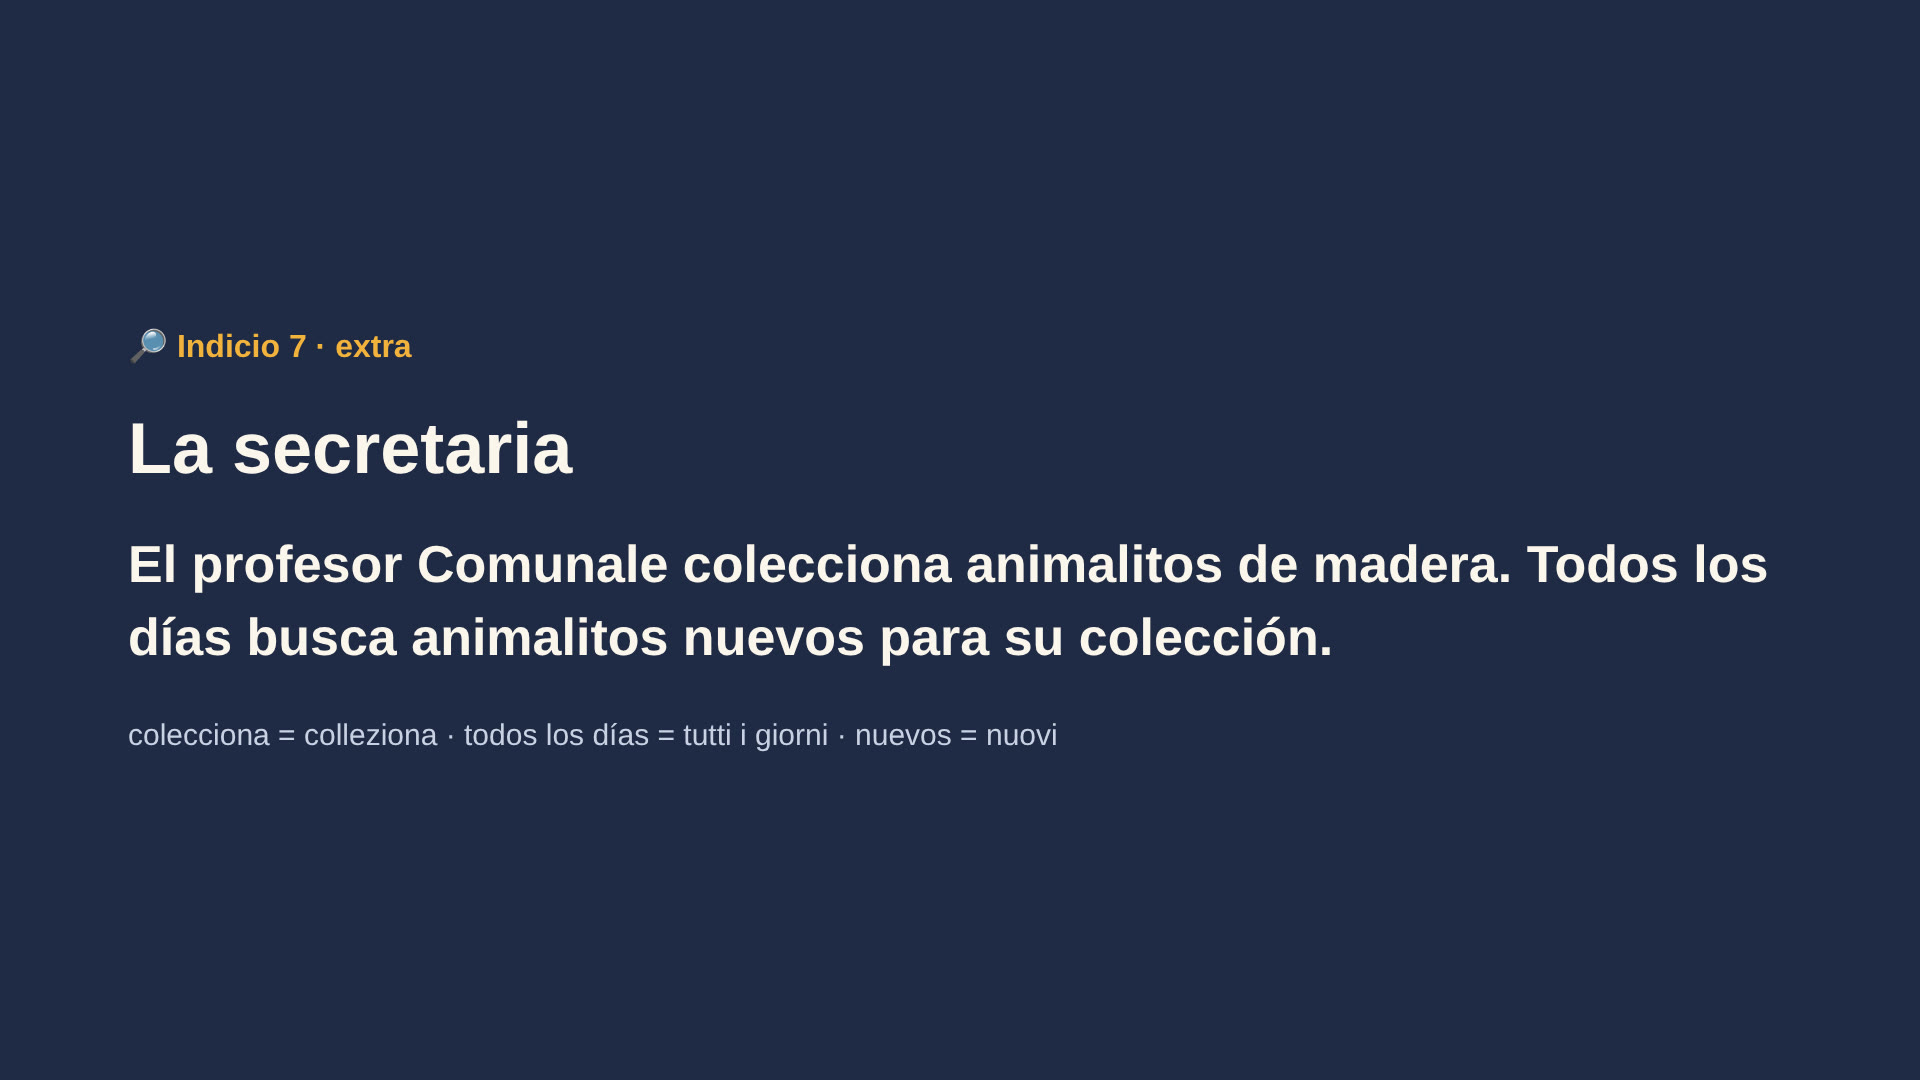 🔎 Indicio 7 · extra
La secretaria
El profesor Comunale colecciona animalitos de madera. Todos los
días busca animalitos nuevos para su colección.
colecciona = colleziona · todos los días = tutti i giorni · nuevos = nuovi